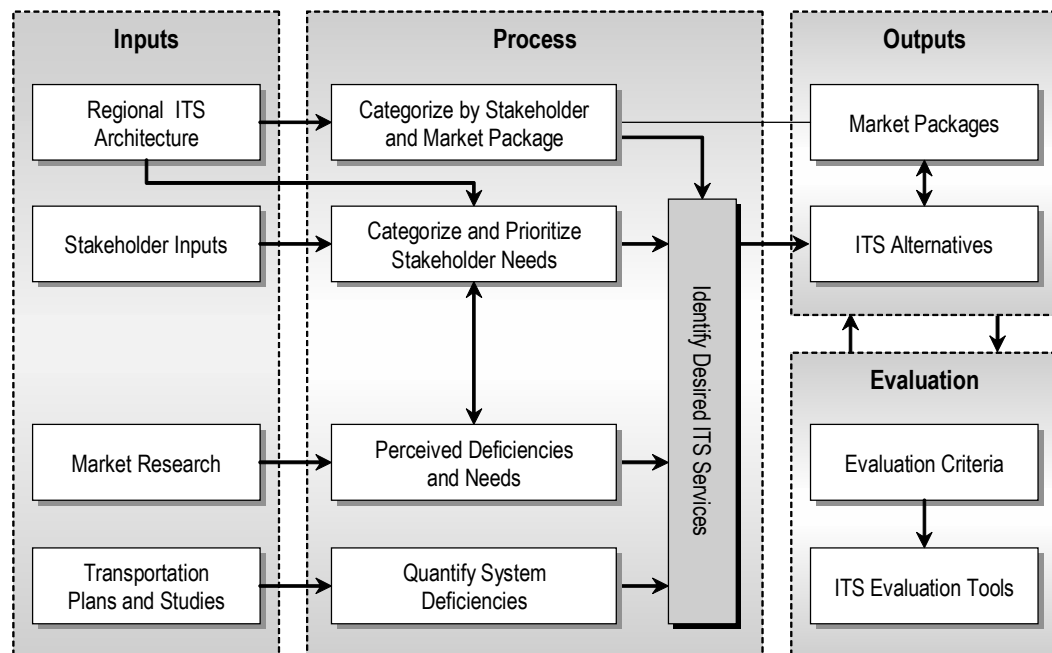 Inputs
Regional ITS
Architecture
Stakeholder Inputs
Market Research
Transportation
Plans and Studies
Process
Categorize by Stakeholder
and Market Package
Categorize and Prioritize
Stakeholder Needs
Perceived Deficiencies
and Needs
Quantify System
Deficiencies
Identify Desired ITS Services
Outputs
Market Packages
ITS Alternatives
Evaluation
Evaluation Criteria
ITS Evaluation Tools